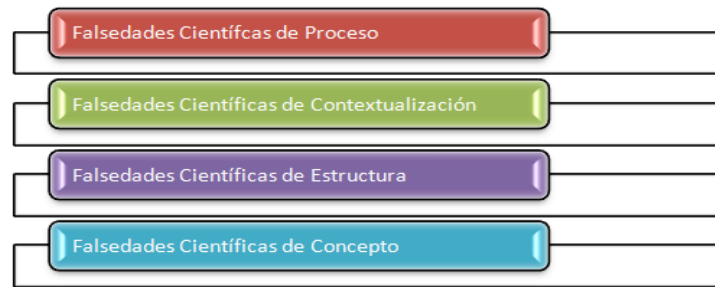 Falsedades Científcas de Proceso
Falsedades Científicas de Contextualización
Falsedades Científicas de Estructura
Falsedades Científicas de Concepto